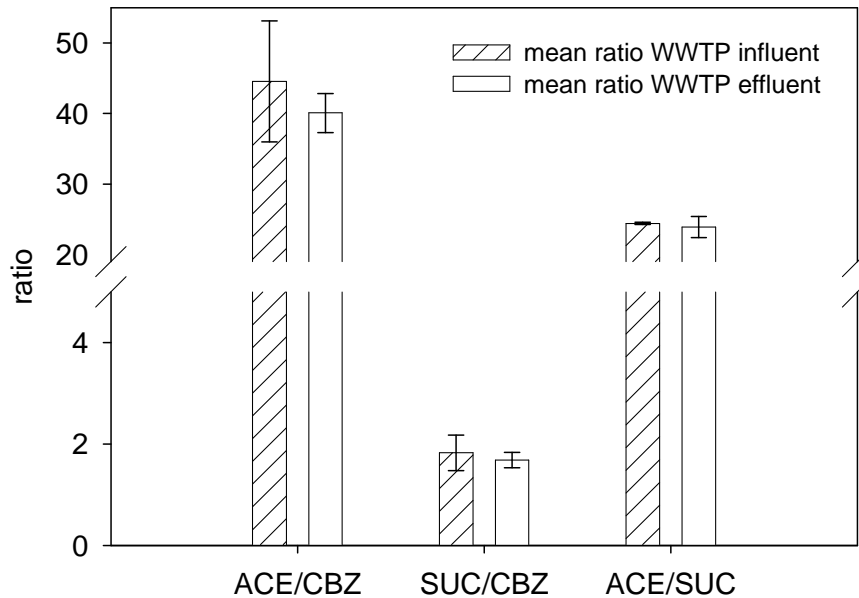 50
40
30
20
4
2
0
ratio
mean ratio WWTP influent
mean ratio WWTP effluent
ACE/CBZ SUC/CBZ ACE/SUC